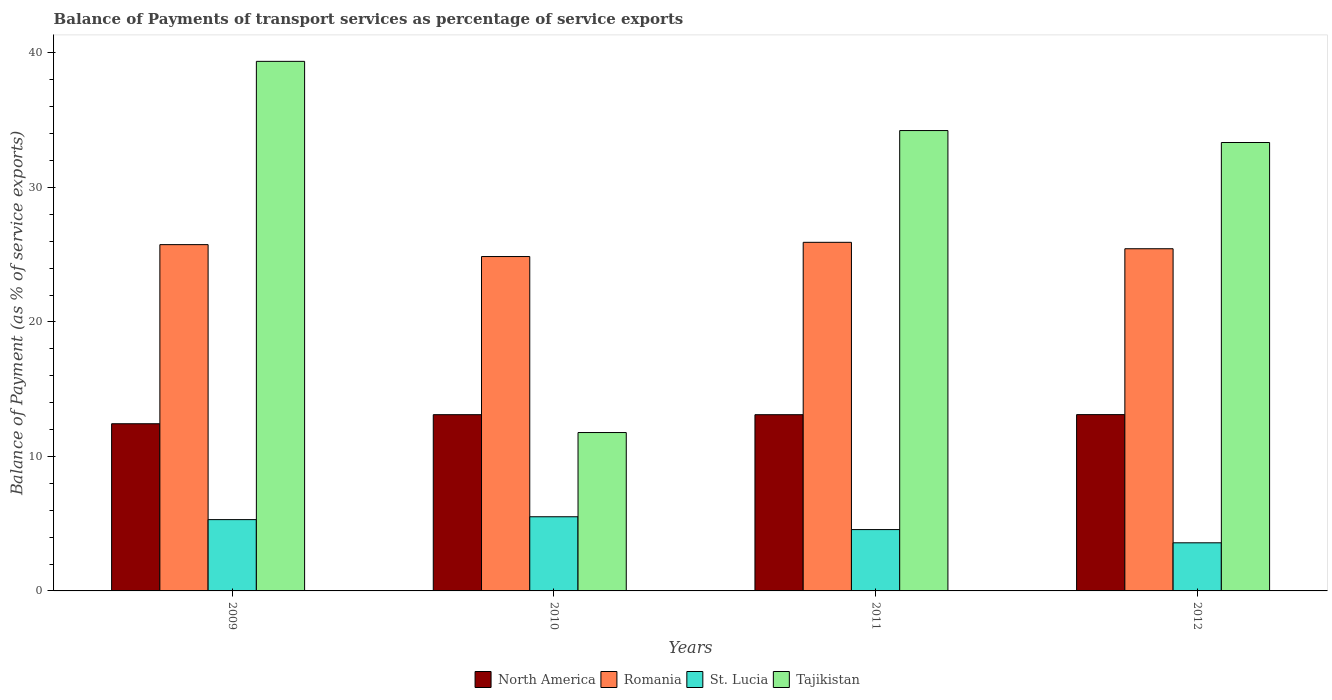 Balance of Payments of transport services as percentage of service exports
Balance of Payment (as % of service exports)
40
30
20
10
0
2009
2010
2011
2012
Years
North America
Romania
St. Lucia
Tajikistan